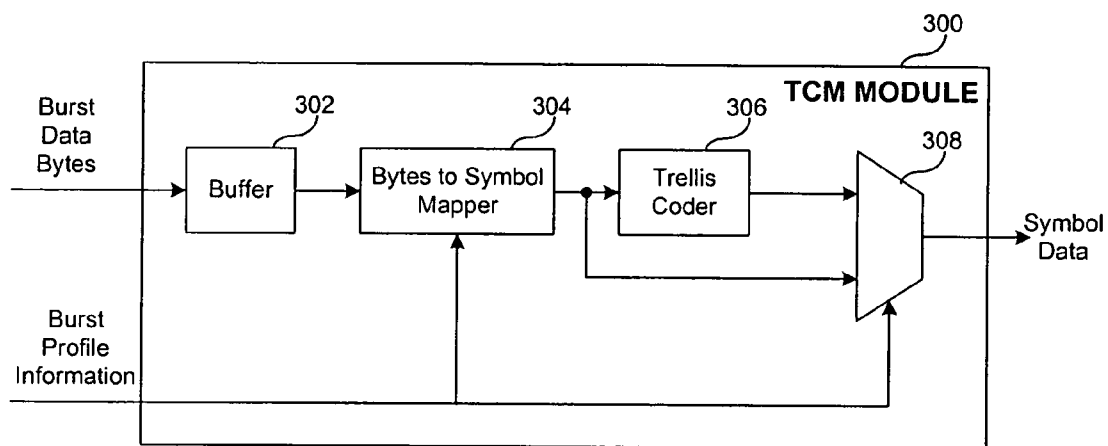 300
TCM MODULE
Burst
Data
Bytes
302
304
306
308
Buffer
Bytes to Symbol
Mapper
Trellis
Coder
Symbol
Data
Burst
Profile
Information